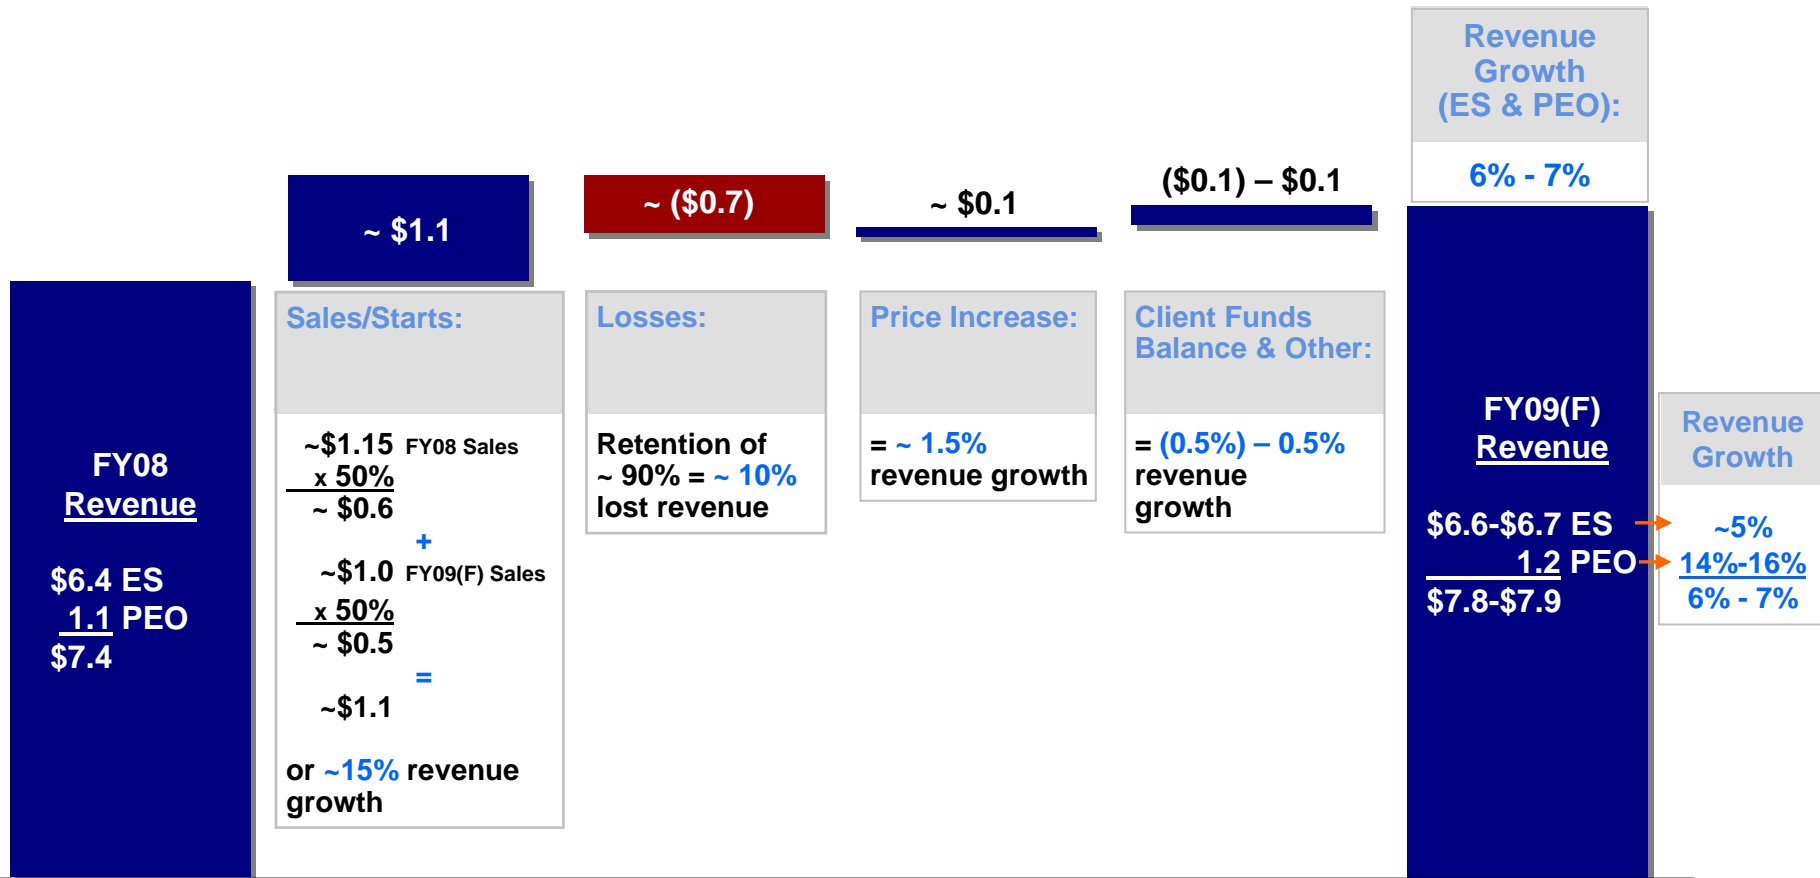 Revenue
Growth
(ES & PEO):
6% - 7%
~ $1.1
~ ($0.7)
~ $0.1
($0.1) – $0.1
FY08
Revenue
$6.4 ES
1.1 PEO
$7.4
Sales/Starts:
~$1.15 FY08 Sales
x 50%
~ $0.6
+
~$1.0 FY09(F) Sales
x 50%
~ $0.5
=
~$1.1
or ~15% revenue
growth
Losses:
Retention of
~ 90% = ~ 10%
lost revenue
Price Increase:
= ~ 1.5%
revenue growth
Client Funds
Balance & Other:
= (0.5%) – 0.5%
revenue
growth
FY09(F)
Revenue
$6.6-$6.7 ES
1.2 PEO
$7.8-$7.9
Revenue
Growth
~5%
14%-16%
6% - 7%